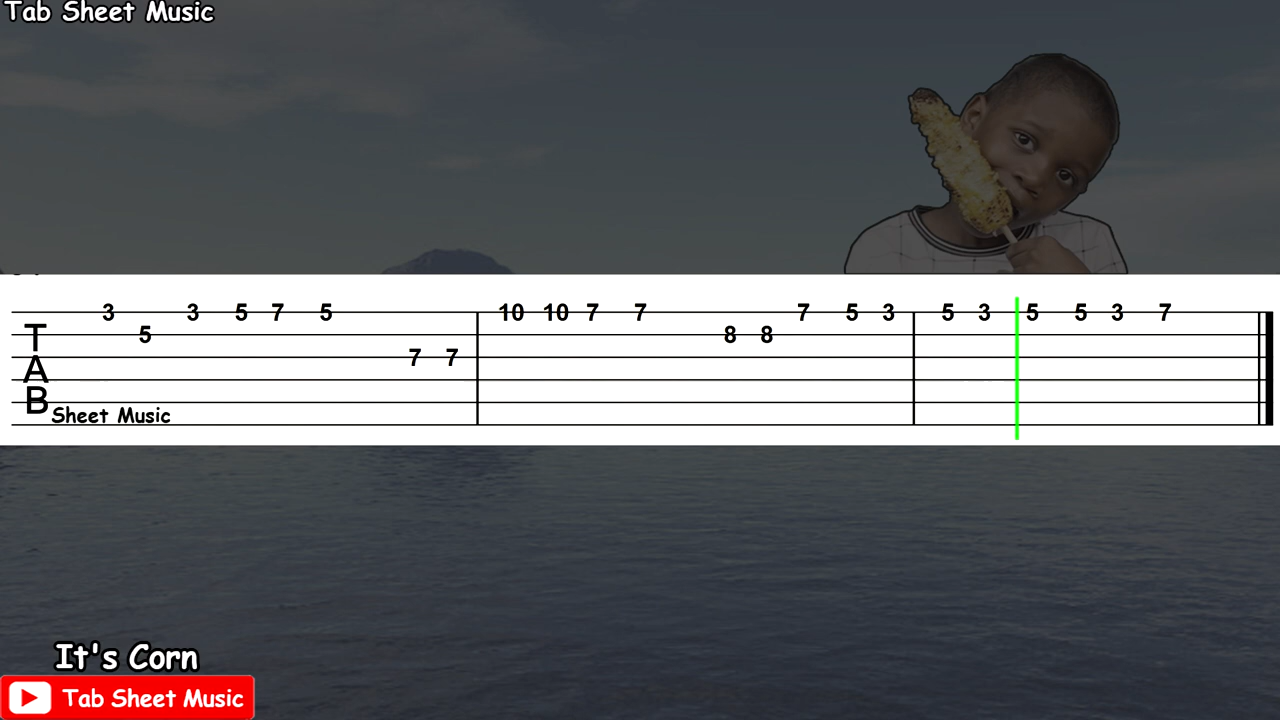 Tab Sheet Music
3 3 5 7 5 10 10 7 7 7 5 3 5 3 5 5 3 7
T 5 8 8
A 7 7
B Sheet Music
It's Corn
Tab Sheet Music